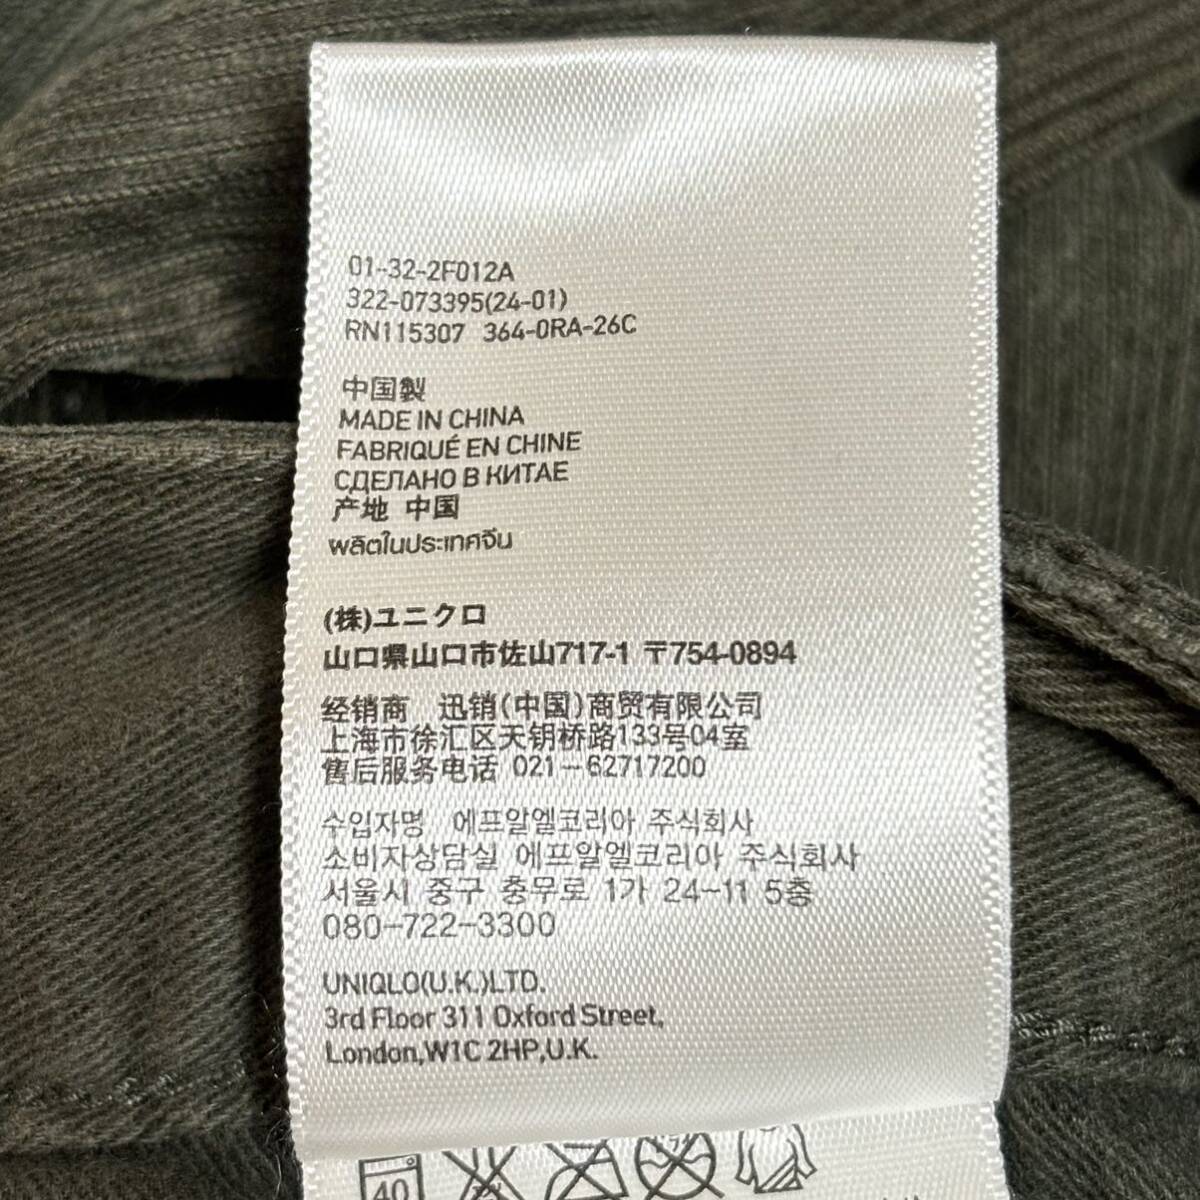 01-32-2F012A
322-073395(24-01)
RN115307 364-0RA-26C
中国製
MADE IN CHINA
FABRIQUÉ EN CHINE
СДЕЛАНО В КИТАЕ
产地 中国
ผลิตในประเทศจีน
(株)ユニクロ
山口県山口市佐山717-1 〒754-0894
经销商 迅销(中国)商贸有限公司
上海市徐汇区天钥桥路133号04室
售后服务电话 021-62717200
수입자명 에프알엘코리아 주식회사
소비자상담실 에프알엘코리아 주식회사
서울시 중구 충무로 1가 24-11 5층
080-722-3300
UNIQLO(U.K.)LTD.
3rd Floor 311 Oxford Street,
London,W1C 2HP,U.K.
40